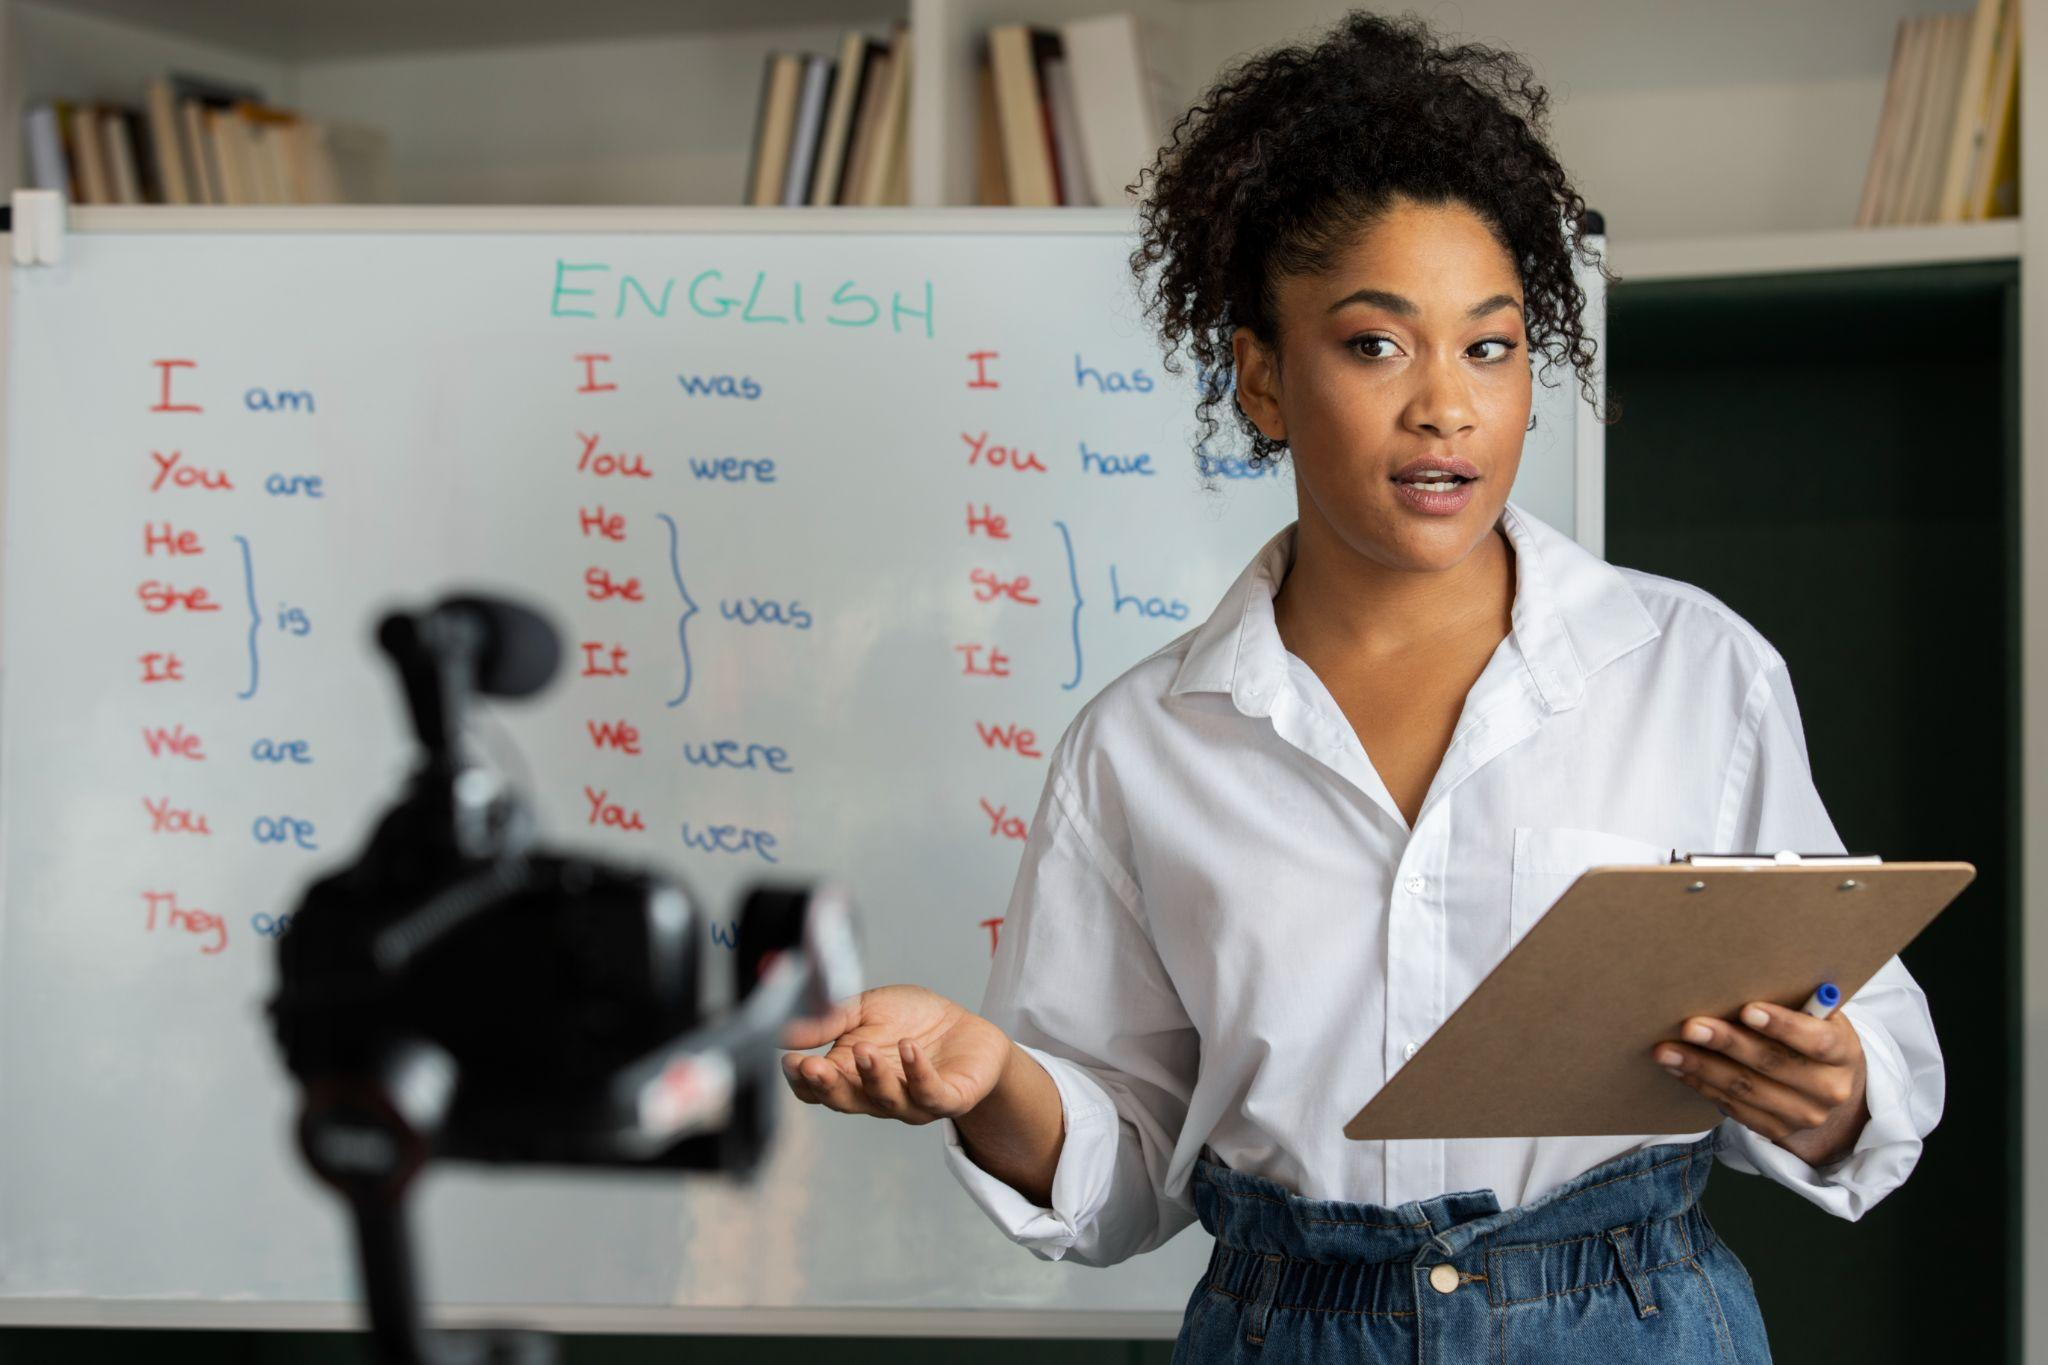 ENGLISH
I am
You are
He
She
is
It
We are
You are
They
I was
You were
He
She
was
It
We were
You were
I has
You have been
He
She
has
It
We